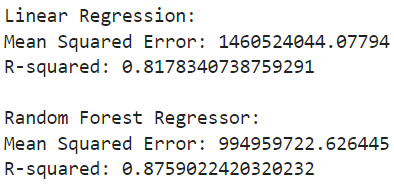 Linear Regression:
Mean Squared Error: 1460524044.07794
R-squared: 0.8178340738759291
Random Forest Regressor:
Mean Squared Error: 994959722.626445
R-squared: 0.8759022420320232